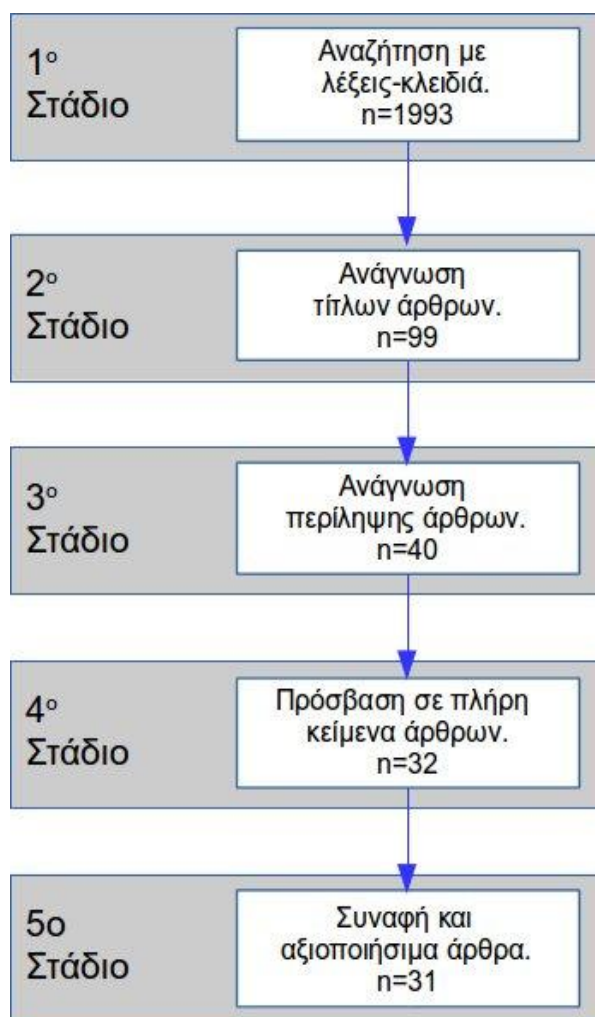 1ο
Στάδιο
Αναζήτηση με
λέξεις-κλειδιά.
n=1993
2ο
Στάδιο
Ανάγνωση
τίτλων άρθρων.
n=99
3ο
Στάδιο
Ανάγνωση
περίληψης άρθρων.
n=40
4ο
Στάδιο
Πρόσβαση σε πλήρη
κείμενα άρθρων.
n=32
5ο
Στάδιο
Συναφή και
αξιοποιήσιμα άρθρα.
n=31